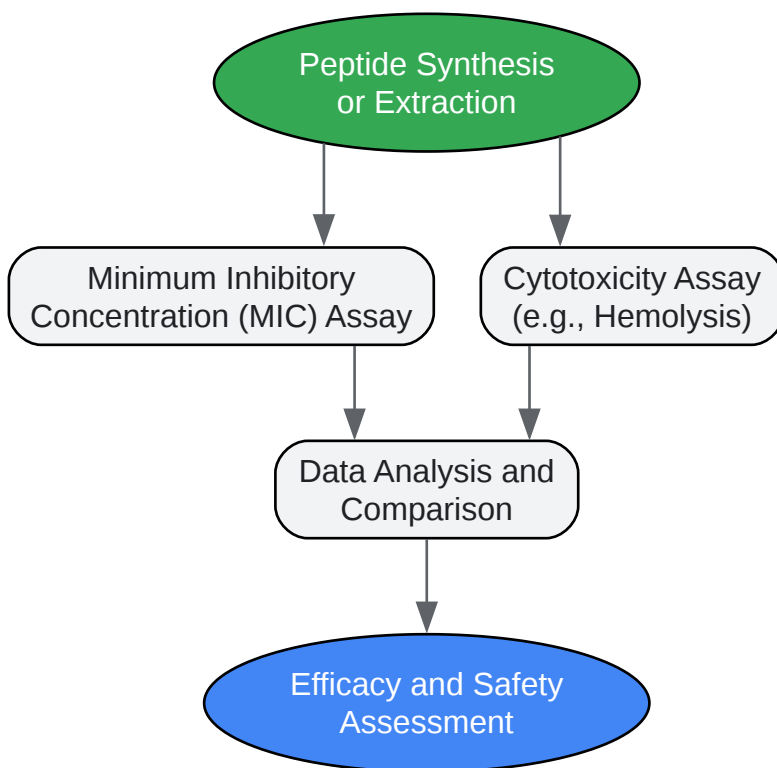 Peptide Synthesis
or Extraction
Minimum Inhibitory
Concentration (MIC) Assay
Cytotoxicity Assay
(e.g., Hemolysis)
Data Analysis and
Comparison
Efficacy and Safety
Assessment